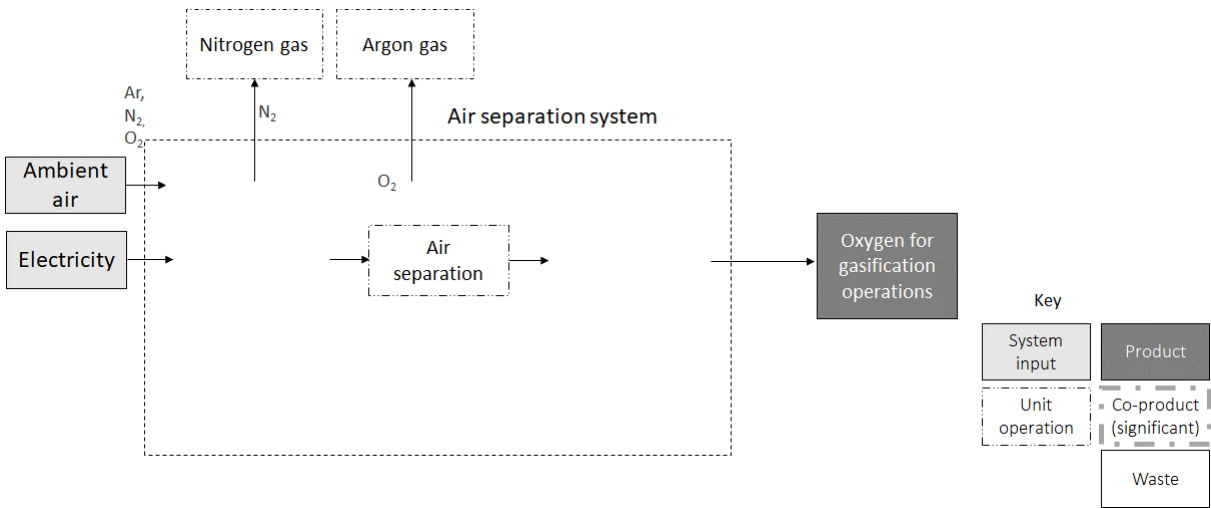 Nitrogen gas
Argon gas
Ar,
N₂,
O₂
N₂
Air separation system
Ambient
air
O₂
Electricity
Air
separation
Oxygen for
gasification
operations
Key
System
input
Product
Unit
operation
Co-product
(significant)
Waste